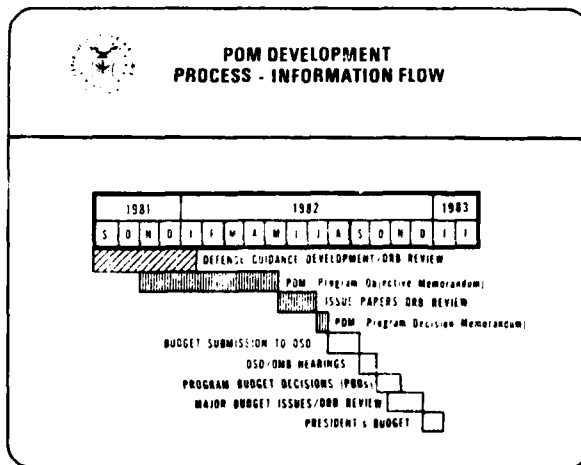 POM DEVELOPMENT
PROCESS - INFORMATION FLOW
1981 1982 1983
S O N D J F M A M J J A S O N D J F
DEFENSE GUIDANCE DEVELOPMENT/DRB REVIEW
POM Program Objective Memorandum)
ISSUE PAPERS DRB REVIEW
PDM Program Decision Memorandum)
BUDGET SUBMISSION TO OSD
OSD/OMB HEARINGS
PROGRAM BUDGET DECISIONS (PBDs)
MAJOR BUDGET ISSUES/DRB REVIEW
PRESIDENT s BUDGET